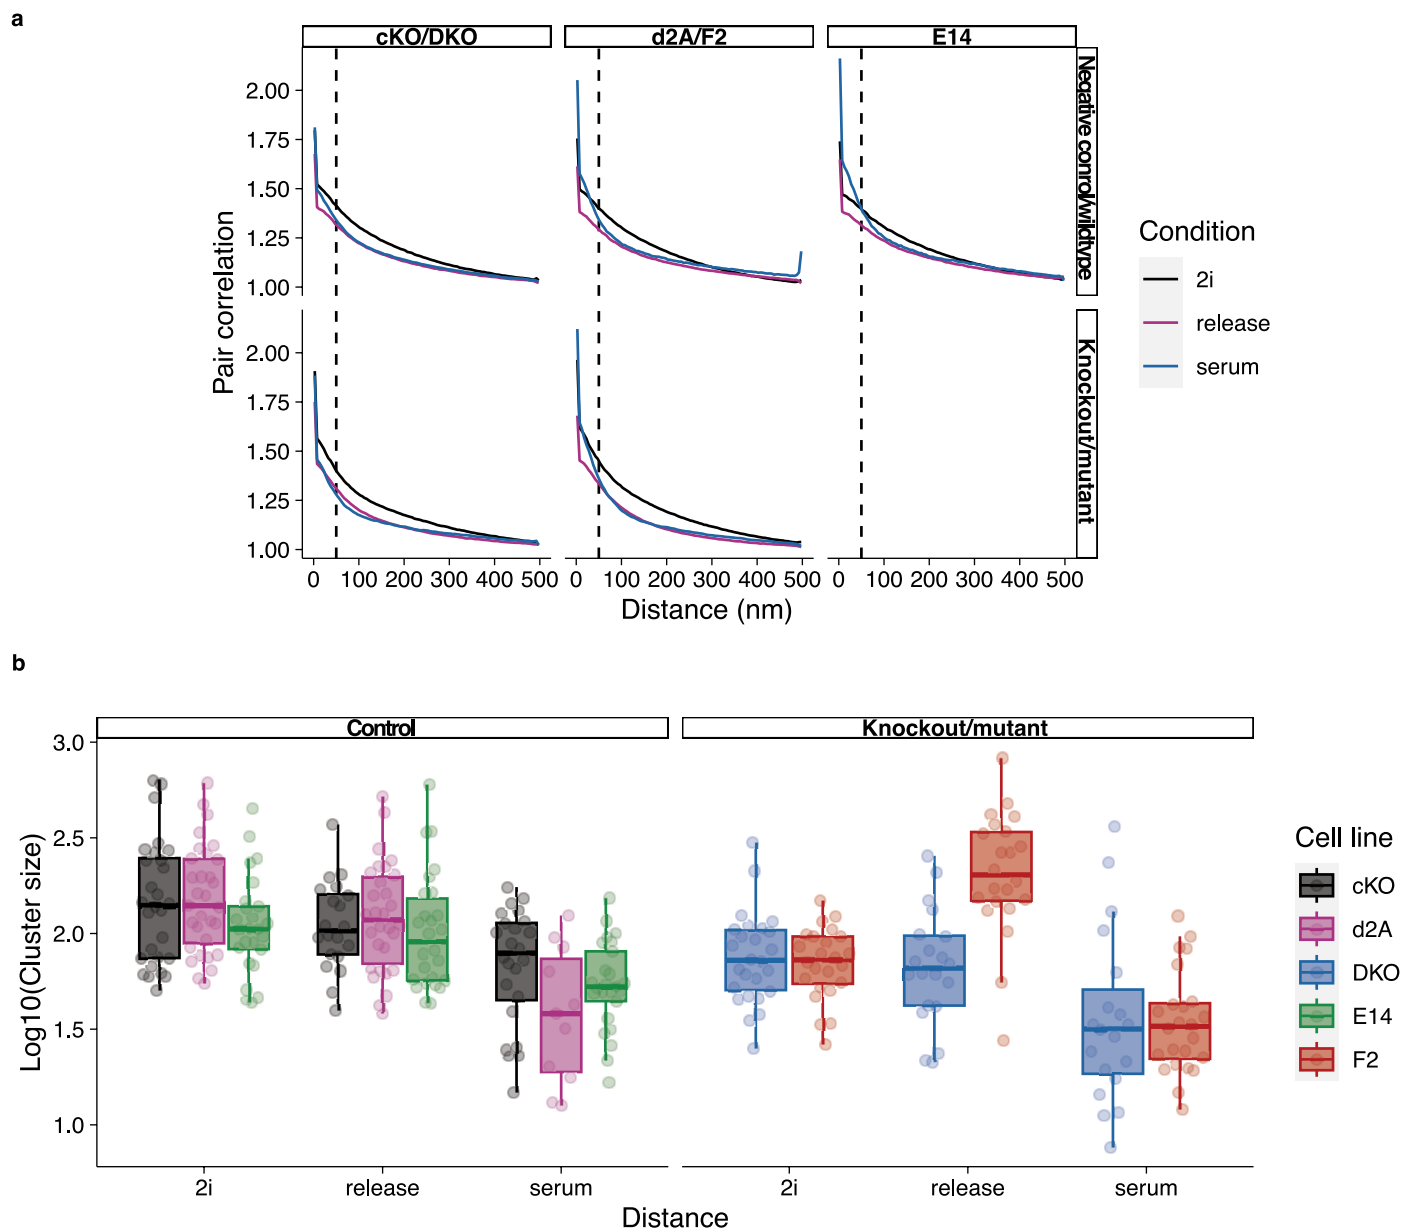 a
cKO/DKO
d2A/F2
E14
Pair correlation
2.00
1.75
1.50
1.25
1.00
Negative conrol/wildtype
2.00
1.75
1.50
1.25
1.00
Knockout/mutant
0 100 200 300 400 500
0 100 200 300 400 500
0 100 200 300 400 500
Distance (nm)
Condition
2i
release
serum
b
Control
Knockout/mutant
Log10(Cluster size)
3.0
2.5
2.0
1.5
1.0
2i release serum
2i release serum
Distance
Cell line
cKO
d2A
DKO
E14
F2